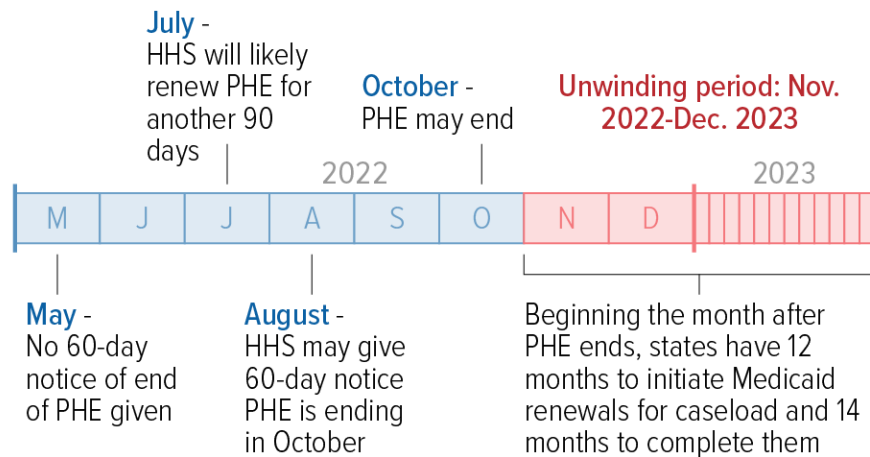 July -
HHS will likely
renew PHE for
another 90
days
October -
PHE may end
Unwinding period: Nov.
2022-Dec. 2023
2022
2023
M J J A S O N D
May -
No 60-day
notice of end
of PHE given
August -
HHS may give
60-day notice
PHE is ending
in October
Beginning the month after
PHE ends, states have 12
months to initiate Medicaid
renewals for caseload and 14
months to complete them